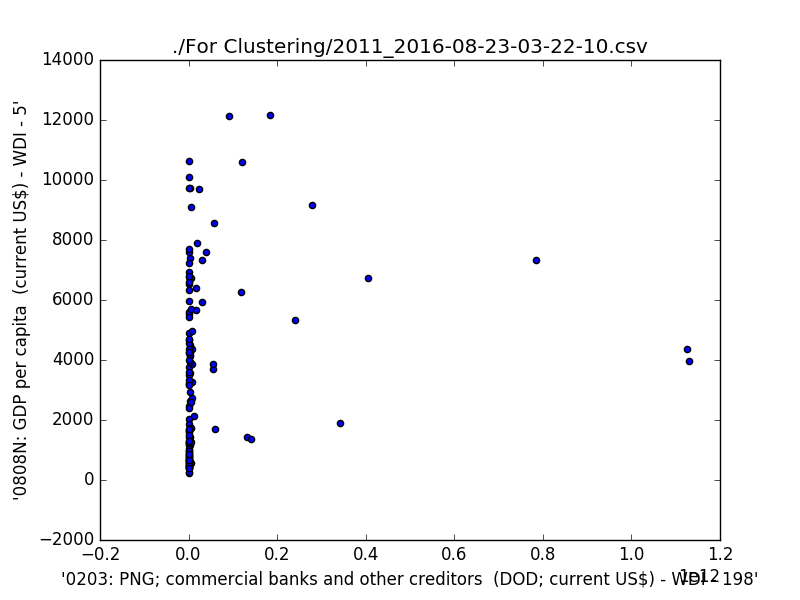 ./For Clustering/2011_2016-08-23-03-22-10.csv
14000
12000
10000
8000
6000
4000
2000
0
−2000
'0808N: GDP per capita  (current US$) - WDI - 5'
−0.2 0.0 0.2 0.4 0.6 0.8 1.0 1.2
1e12
'0203: PNG; commercial banks and other creditors  (DOD; current US$) - WDI - 198'